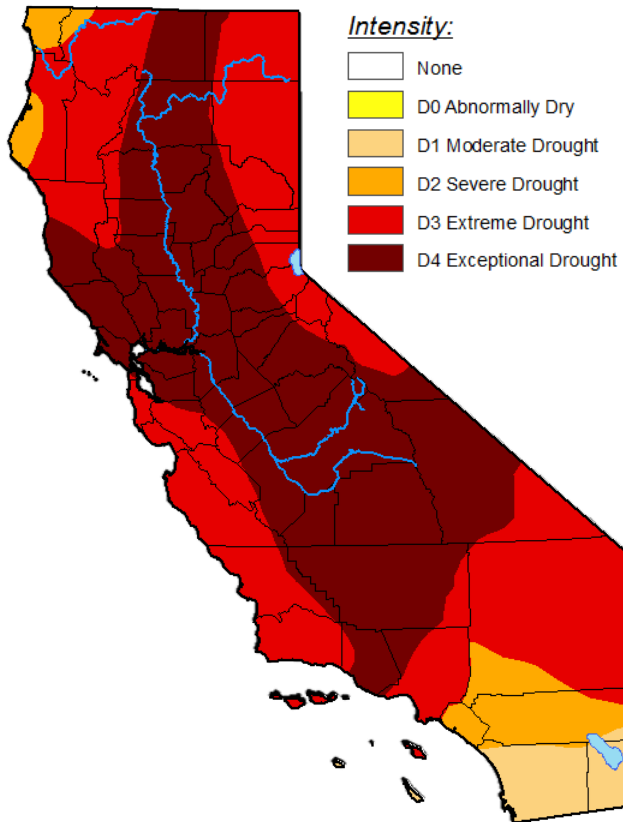 Intensity:
None
D0 Abnormally Dry
D1 Moderate Drought
D2 Severe Drought
D3 Extreme Drought
D4 Exceptional Drought